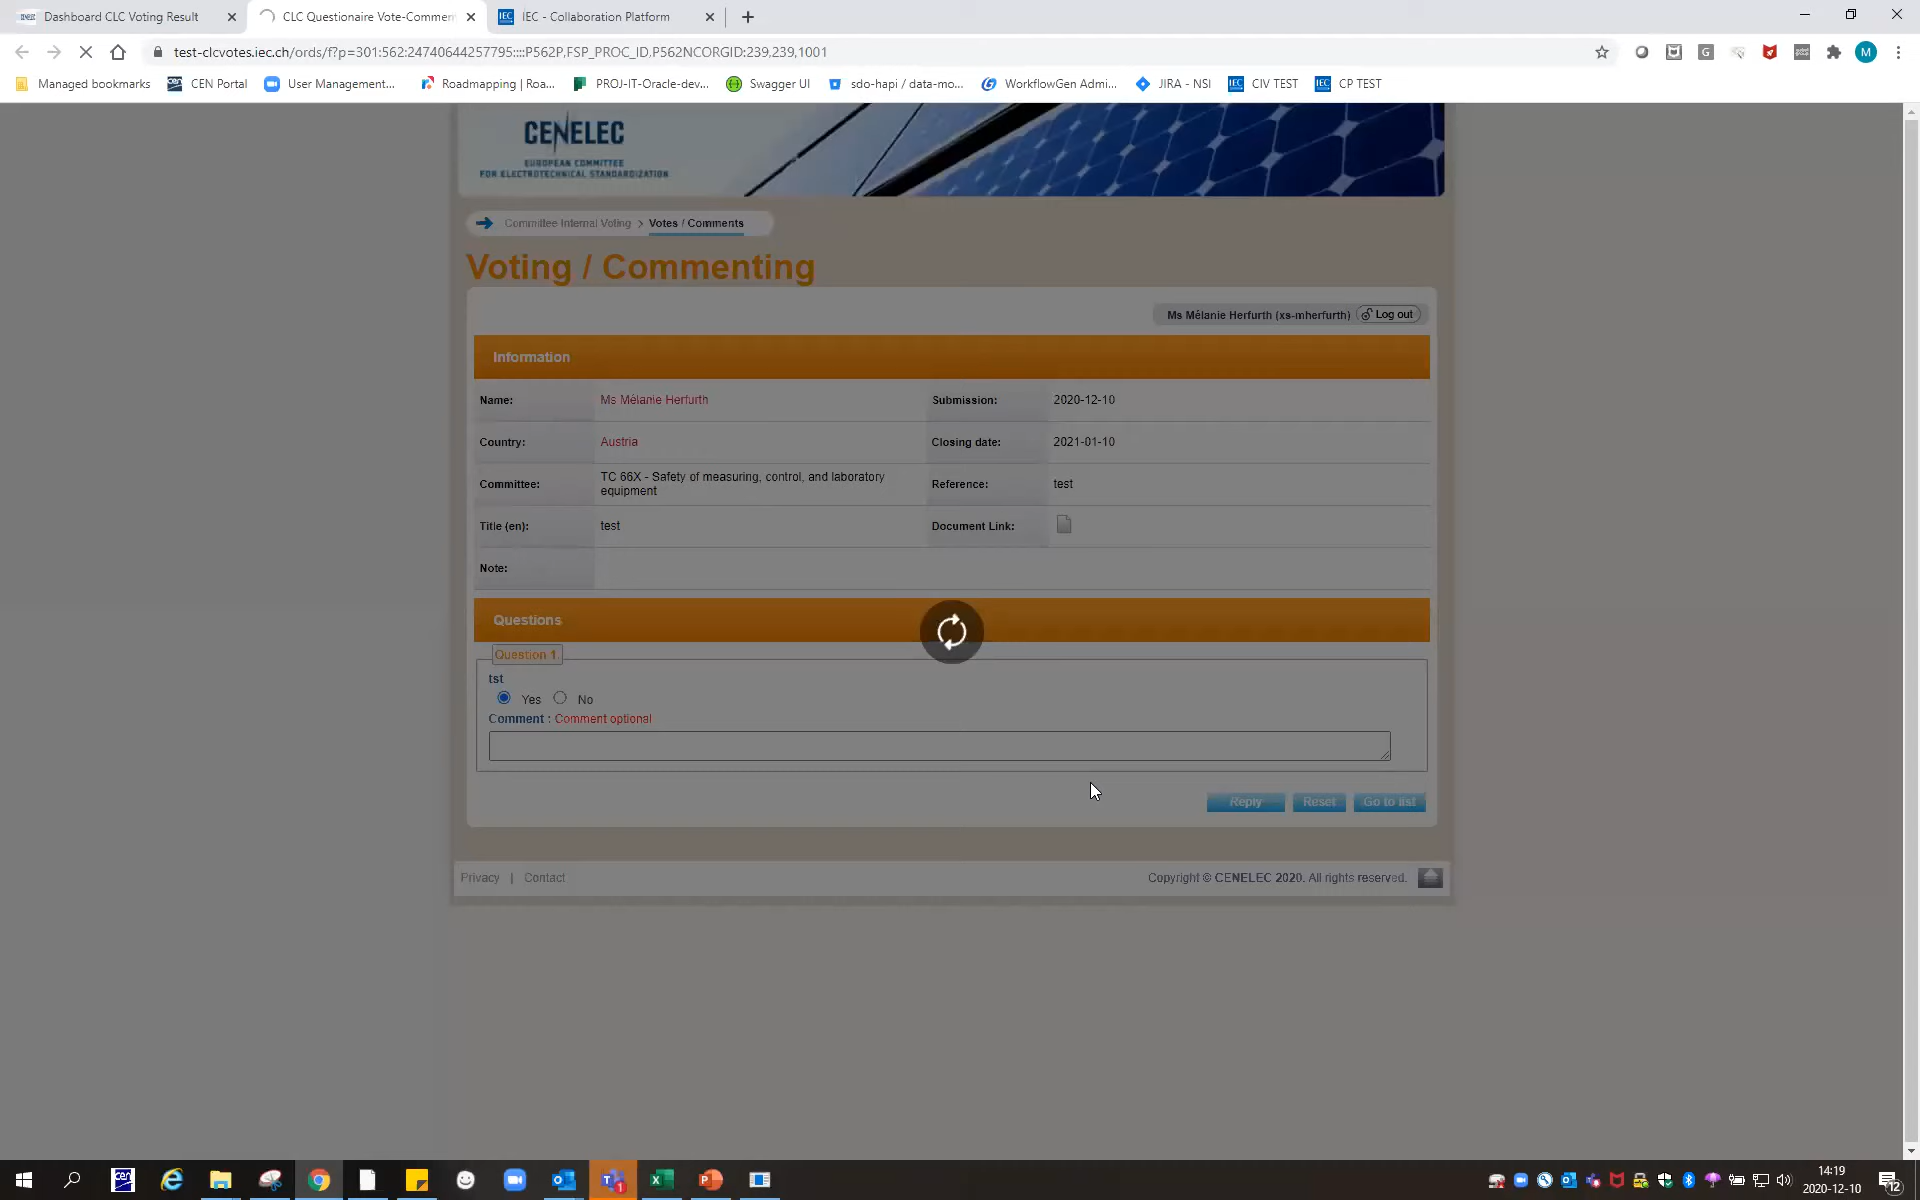 Dashboard CLC Voting Result
CLC Questionaire Vote-Commen
IEC IEC - Collaboration Platform
test-clcvotes.iec.ch/ords/f?p=301:562:24740644257795::::P562P,FSP_PROC_ID,P562NCORGID:239,239,1001
G
M
Managed bookmarks CEN Portal User Management... Roadmapping | Roa... PROJ-IT-Oracle-dev... Swagger UI sdo-hapi / data-mo... WorkflowGen Admi... JIRA - NSI IEC CIV TEST IEC CP TEST
CENELEC
EUROPEAN COMMITTEE
FOR ELECTROTECHNICAL STANDARDIZATION
Committee Internal Voting > Votes / Comments
Voting / Commenting
Ms Mélanie Herfurth (xs-mherfurth) Log out
Information
Name: Ms Mélanie Herfurth Submission: 2020-12-10
Country: Austria Closing date: 2021-01-10
Committee: TC 66X - Safety of measuring, control, and laboratory equipment Reference: test
Title (en): test Document Link:
Note:
Questions
Question 1
tst
Yes No
Comment : Comment optional
Reply Reset Go to list
Privacy | Contact
Copyright © CENELEC 2020. All rights reserved.
14:19
2020-12-10
12